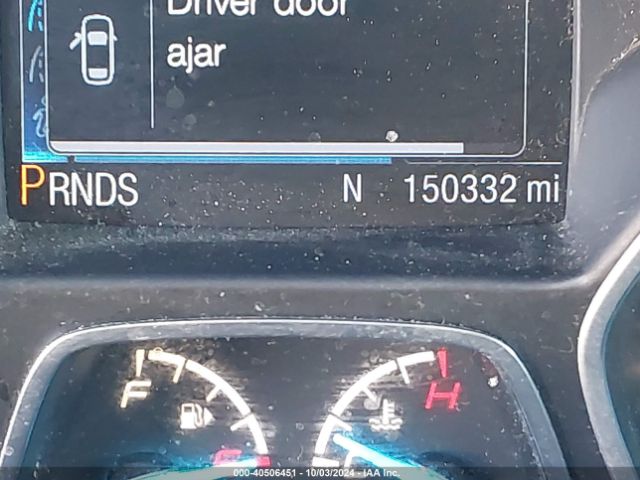 Driver door
ajar
PRNDS N 150332 mi
F H
000-40506451 - 10/03/2024 - IAA Inc.